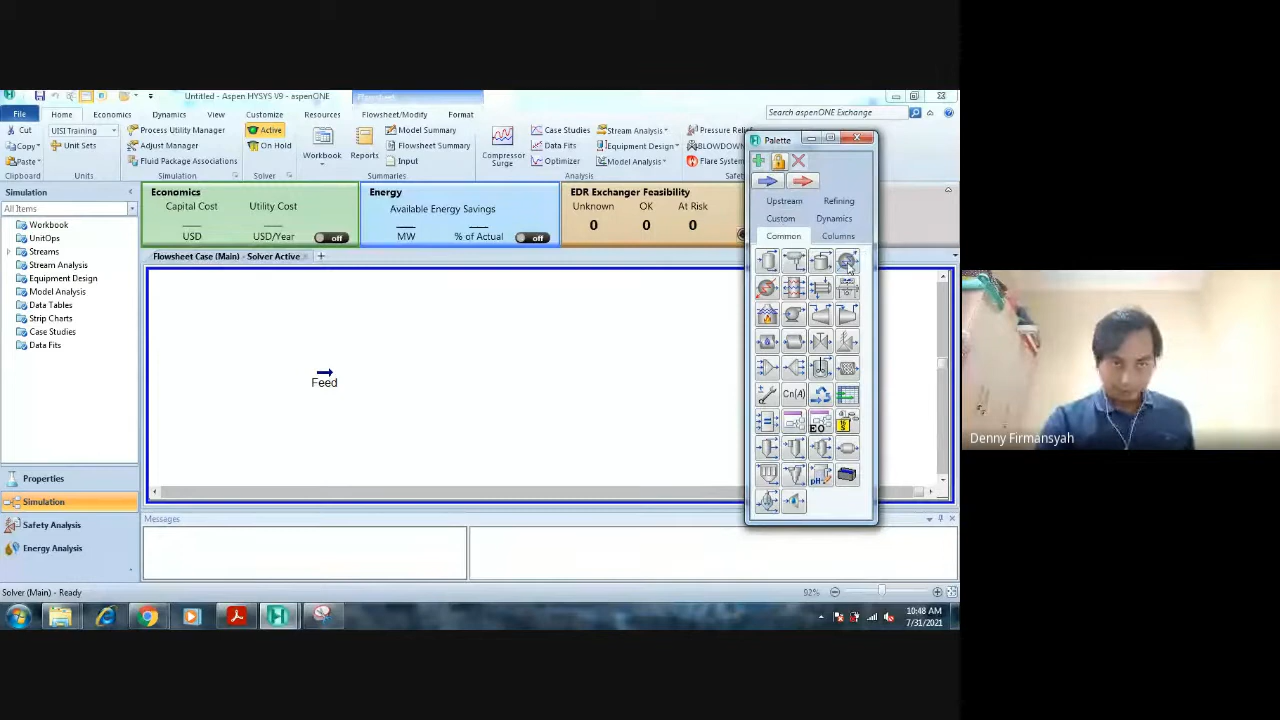 Untitled - Aspen HYSYS V9 - aspenONE
File
Home
Economics
Dynamics
View
Customize
Resources
Flowsheet/Modify
Format
Search aspenONE Exchange
Cut
Copy
Paste
Clipboard
UISI Training
Unit Sets
Units
Process Utility Manager
Adjust Manager
Fluid Package Associations
Simulation
Active
On Hold
Solver
Workbook
Reports
Model Summary
Flowsheet Summary
Input
Summaries
Compressor Surge
Case Studies
Data Fits
Optimizer
Stream Analysis
Equipment Design
Model Analysis
Analysis
Pressure Relief
BLOWDOWN
Flare System
Simulation
All Items
Workbook
UnitOps
Streams
Stream Analysis
Equipment Design
Model Analysis
Data Tables
Strip Charts
Case Studies
Data Fits
Properties
Simulation
Safety Analysis
Energy Analysis
Economics
Capital Cost
Utility Cost
USD
USD/Year
off
Energy
Available Energy Savings
MW
% of Actual
off
EDR Exchanger Feasibility
Unknown
OK
At Risk
0
0
0
Flowsheet Case (Main) - Solver Active
Feed
Palette
Upstream
Refining
Custom
Dynamics
Common
Columns
Cn(A)
EO
pH
Messages
Solver (Main) - Ready
92%
10:48 AM
7/31/2021
Denny Firmansyah